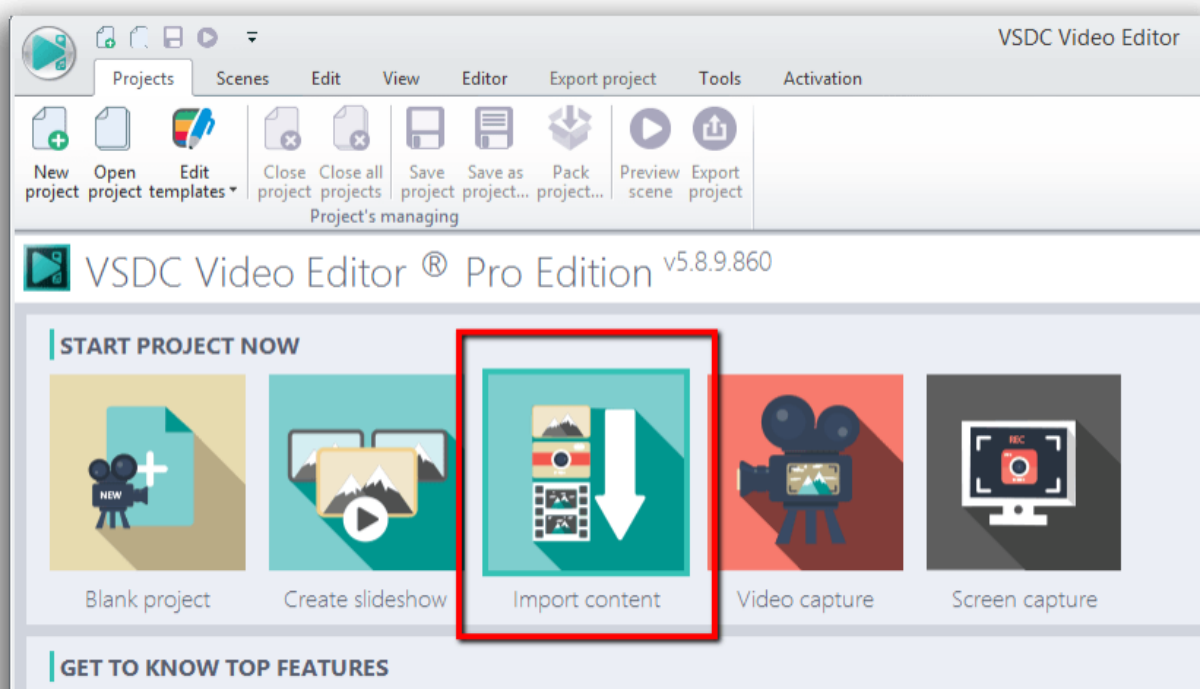 VSDC Video Editor
Projects Scenes Edit View Editor Export project Tools Activation
New project
Open project
Edit templates
Close project
Close all projects
Save project
Save as project...
Pack project...
Preview scene
Export project
Project's managing
VSDC Video Editor ® Pro Edition v5.8.9.860
START PROJECT NOW
NEW
REC
Blank project
Create slideshow
Import content
Video capture
Screen capture
GET TO KNOW TOP FEATURES